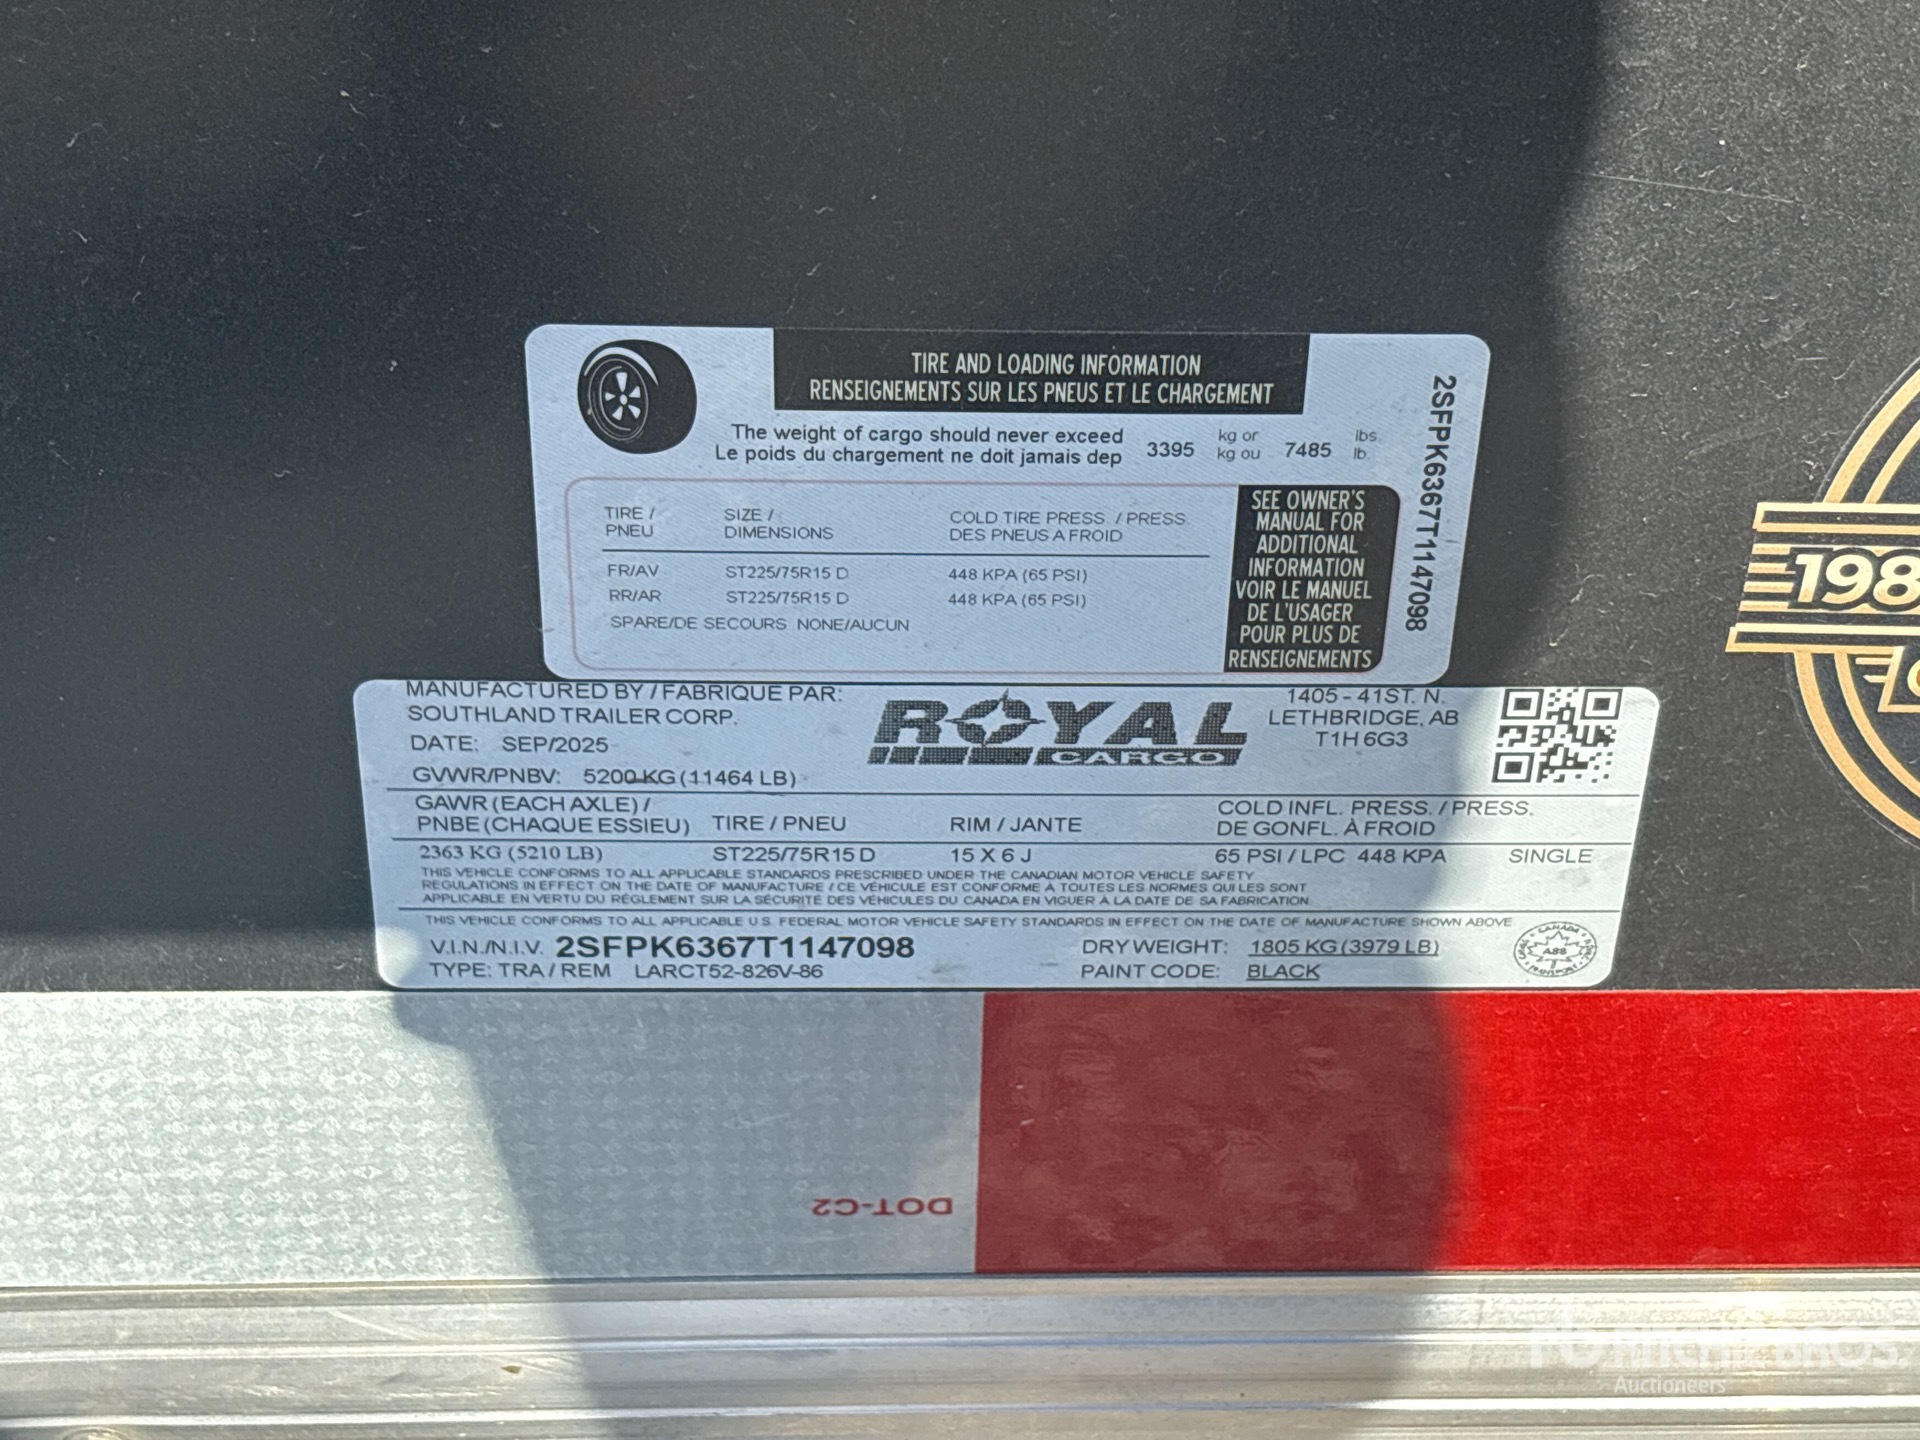 TIRE AND LOADING INFORMATION
RENSEIGNEMENTS SUR LES PNEUS ET LE CHARGEMENT
The weight of cargo should never exceed 3395 kg or 7485 lbs.
Le poids du chargement ne doit jamais dep kg ou lb.
TIRE / SIZE / COLD TIRE PRESS. / PRESS.
PNEU DIMENSIONS DES PNEUS A FROID
FR/AV ST225/75R15 D 448 KPA (65 PSI)
RR/AR ST225/75R15 D 448 KPA (65 PSI)
SPARE/DE SECOURS NONE/AUCUN
SEE OWNER'S
MANUAL FOR
ADDITIONAL
INFORMATION
VOIR LE MANUEL
DE L'USAGER
POUR PLUS DE
RENSEIGNEMENTS
2SFPK6367T1147098
MANUFACTURED BY / FABRIQUE PAR:
SOUTHLAND TRAILER CORP.
DATE: SEP/2025
GVWR/PNBV: 5200 KG (11464 LB)
ROYAL
CARGO
1405 - 41ST. N.
LETHBRIDGE, AB
T1H 6G3
GAWR (EACH AXLE) / COLD INFL. PRESS. / PRESS.
PNBE (CHAQUE ESSIEU) TIRE / PNEU RIM / JANTE DE GONFL. À FROID
2363 KG (5210 LB) ST225/75R15 D 15 X 6 J 65 PSI / LPC 448 KPA SINGLE
THIS VEHICLE CONFORMS TO ALL APPLICABLE STANDARDS PRESCRIBED UNDER THE CANADIAN MOTOR VEHICLE SAFETY
REGULATIONS IN EFFECT ON THE DATE OF MANUFACTURE / CE VÉHICULE EST CONFORME À TOUTES LES NORMES QUI LES SONT
APPLICABLE EN VERTU DU RÉGLEMENT SUR LA SÉCURITÉ DES VÉHICULES DU CANADA EN VIGUER À LA DATE DE SA FABRICATION.
THIS VEHICLE CONFORMS TO ALL APPLICABLE U.S. FEDERAL MOTOR VEHICLE SAFETY STANDARDS IN EFFECT ON THE DATE OF MANUFACTURE SHOWN ABOVE
V.I.N./N.I.V. 2SFPK6367T1147098 DRY WEIGHT: 1805 KG (3979 LB)
TYPE: TRA / REM LARCT52-826V-86 PAINT CODE: BLACK
CANADA
TRANSPORT
198
DOT-C2
Auctioneers